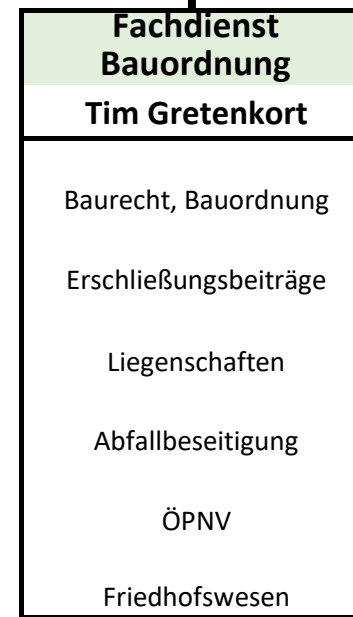 Fachdienst
Bauordnung
Tim Gretenkort
Baurecht, Bauordnung
Erschließungsbeiträge
Liegenschaften
Abfallbeseitigung
ÖPNV
Friedhofswesen